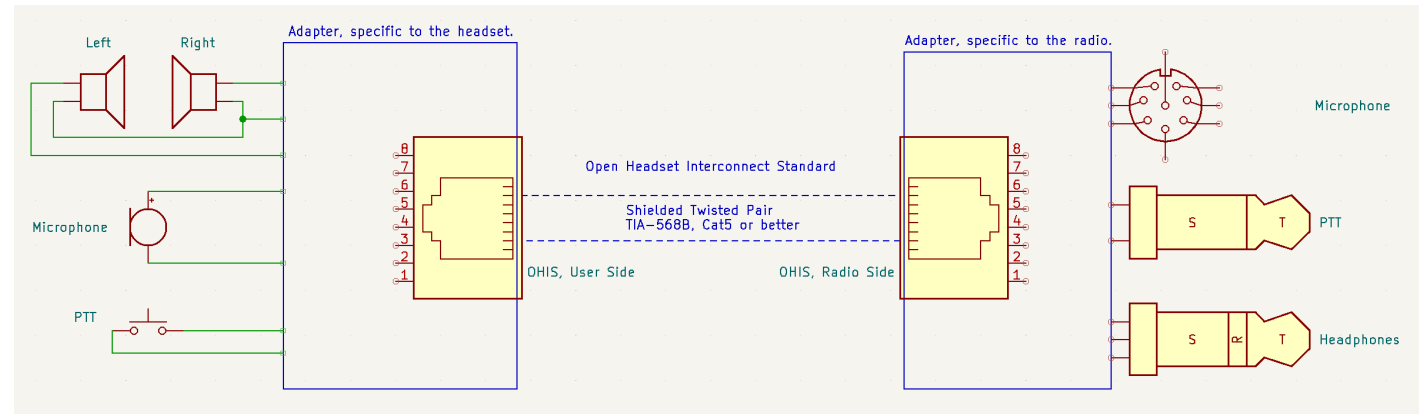 Adapter, specific to the headset.
Left
Right
Microphone
+
PTT
8
7
6
5
4
3
2
1
OHIS, User Side
Open Headset Interconnect Standard
Shielded Twisted Pair
TIA-568B, Cat5 or better
Adapter, specific to the radio.
8
7
6
5
4
3
2
1
OHIS, Radio Side
Microphone
S
T
PTT
S
R
T
Headphones